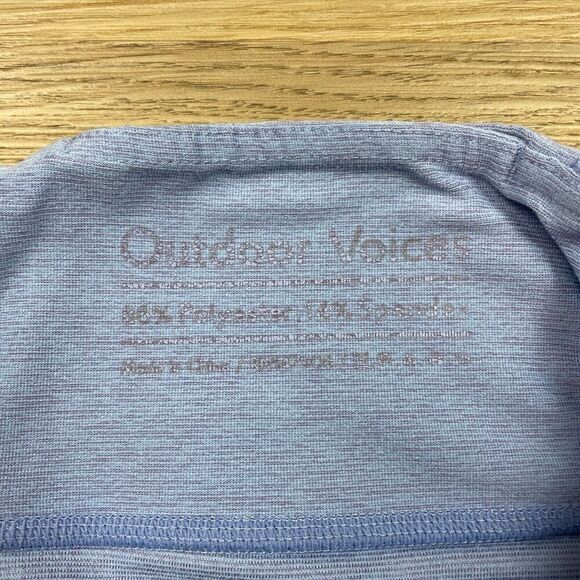 Outdoor Voices
86% Polyester, 14% Spandex
Made in China /